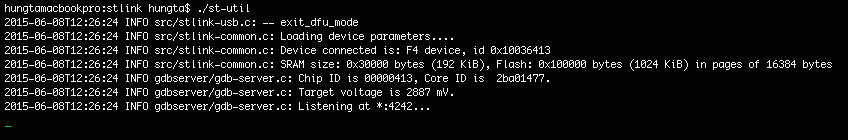 hungtamacbookpro:stlink hungta$ ./st-util
2015-06-08T12:26:24 INFO src/stlink-usb.c: -- exit_dfu_mode
2015-06-08T12:26:24 INFO src/stlink-common.c: Loading device parameters....
2015-06-08T12:26:24 INFO src/stlink-common.c: Device connected is: F4 device, id 0x10036413
2015-06-08T12:26:24 INFO src/stlink-common.c: SRAM size: 0x30000 bytes (192 KiB), Flash: 0x100000 bytes (1024 KiB) in pages of 16384 bytes
2015-06-08T12:26:24 INFO gdbserver/gdb-server.c: Chip ID is 00000413, Core ID is  2ba01477.
2015-06-08T12:26:24 INFO gdbserver/gdb-server.c: Target voltage is 2887 mV.
2015-06-08T12:26:24 INFO gdbserver/gdb-server.c: Listening at *:4242...